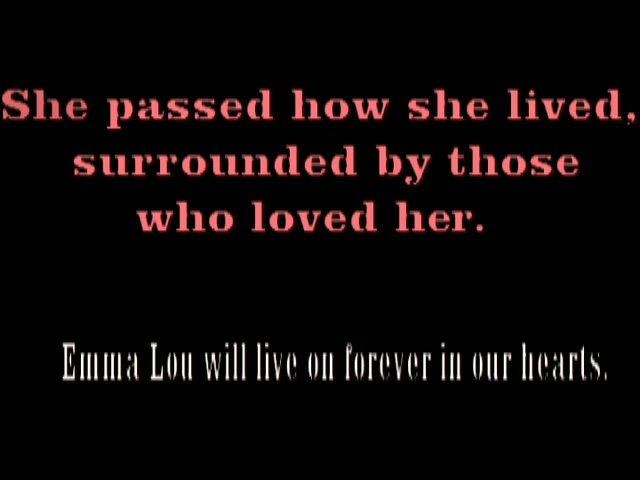 She passed how she lived,
surrounded by those
who loved her.
Emma Lou will live on forever in our hearts.